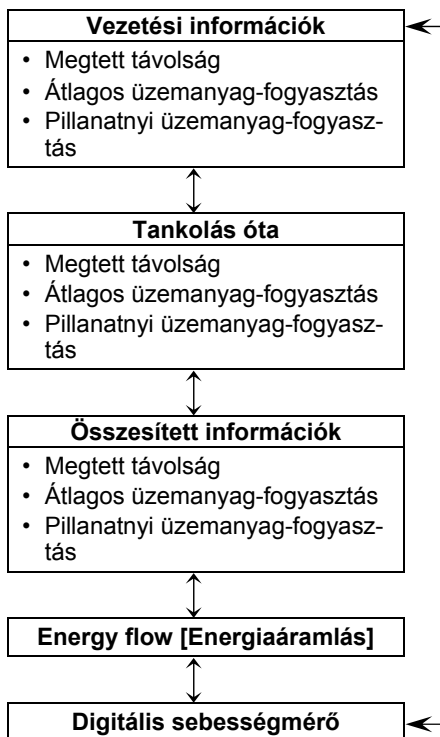 Vezetési információk
• Megtett távolság
• Átlagos üzemanyag-fogyasztás
• Pillanatnyi üzemanyag-fogyasz-
tás
Tankolás óta
• Megtett távolság
• Átlagos üzemanyag-fogyasztás
• Pillanatnyi üzemanyag-fogyasz-
tás
Összesített információk
• Megtett távolság
• Átlagos üzemanyag-fogyasztás
• Pillanatnyi üzemanyag-fogyasz-
tás
Energy flow [Energiaáramlás]
Digitális sebességmérő